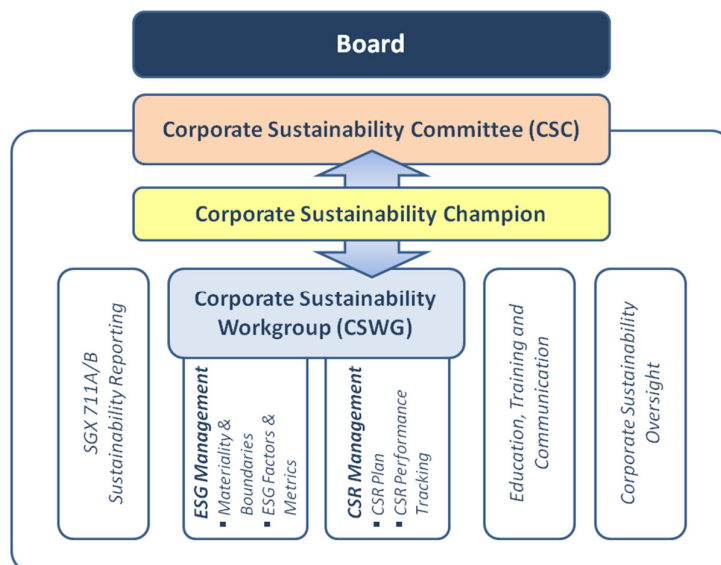 Board
Corporate Sustainability Committee (CSC)
Corporate Sustainability Champion
Corporate Sustainability
Workgroup (CSWG)
SGX 711A/B
Sustainability Reporting
ESG Management
▪ Materiality &
Boundaries
▪ ESG Factors &
Metrics
CSR Management
▪ CSR Plan
▪ CSR Performance
Tracking
Education, Training and
Communication
Corporate Sustainability
Oversight